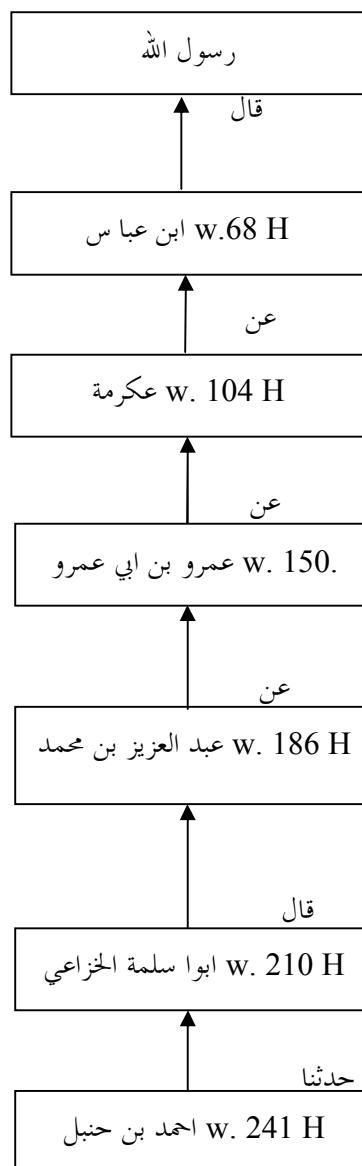 رسول الله
قال
ابن عبا س w.68 H
عن
عكرمة w. 104 H
عن
عمرو بن ابي عمرو w. 150.
عن
عبد العزيز بن محمد w. 186 H
قال
ابوا سلمة الخزاعي w. 210 H
حدثنا
احمد بن حنبل w. 241 H